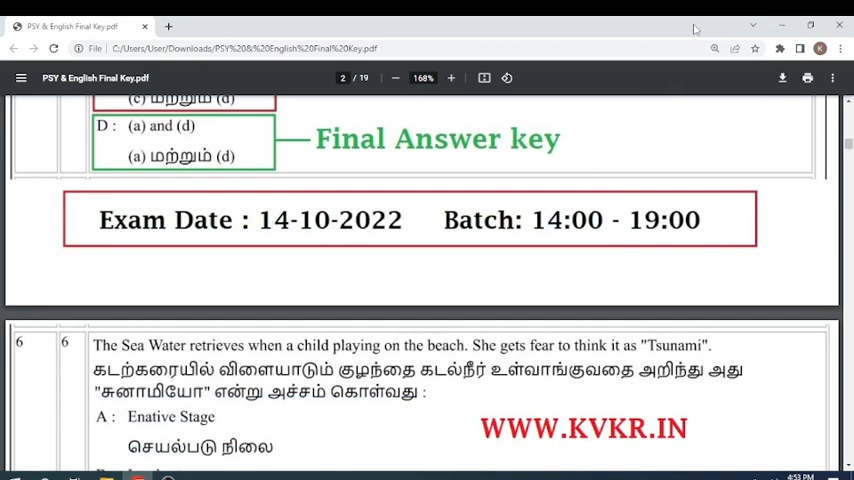 PSY & English Final Key.pdf
File C:/Users/User/Downloads/PSY%20&%20English%20Final%20Key.pdf
K
PSY & English Final Key.pdf 2 / 19 168%
(c) மற்றும் (d)
D : (a) and (d)
(a) மற்றும் (d)
Final Answer key
Exam Date : 14-10-2022 Batch: 14:00 - 19:00
6 6 The Sea Water retrieves when a child playing on the beach. She gets fear to think it as "Tsunami".
கடற்கரையில் விளையாடும் குழந்தை கடல்நீர் உள்வாங்குவதை அறிந்து அது
"சுனாமியோ" என்று அச்சம் கொள்வது :
A : Enative Stage
செயல்படு நிலை
WWW.KVKR.IN
4:53 PM